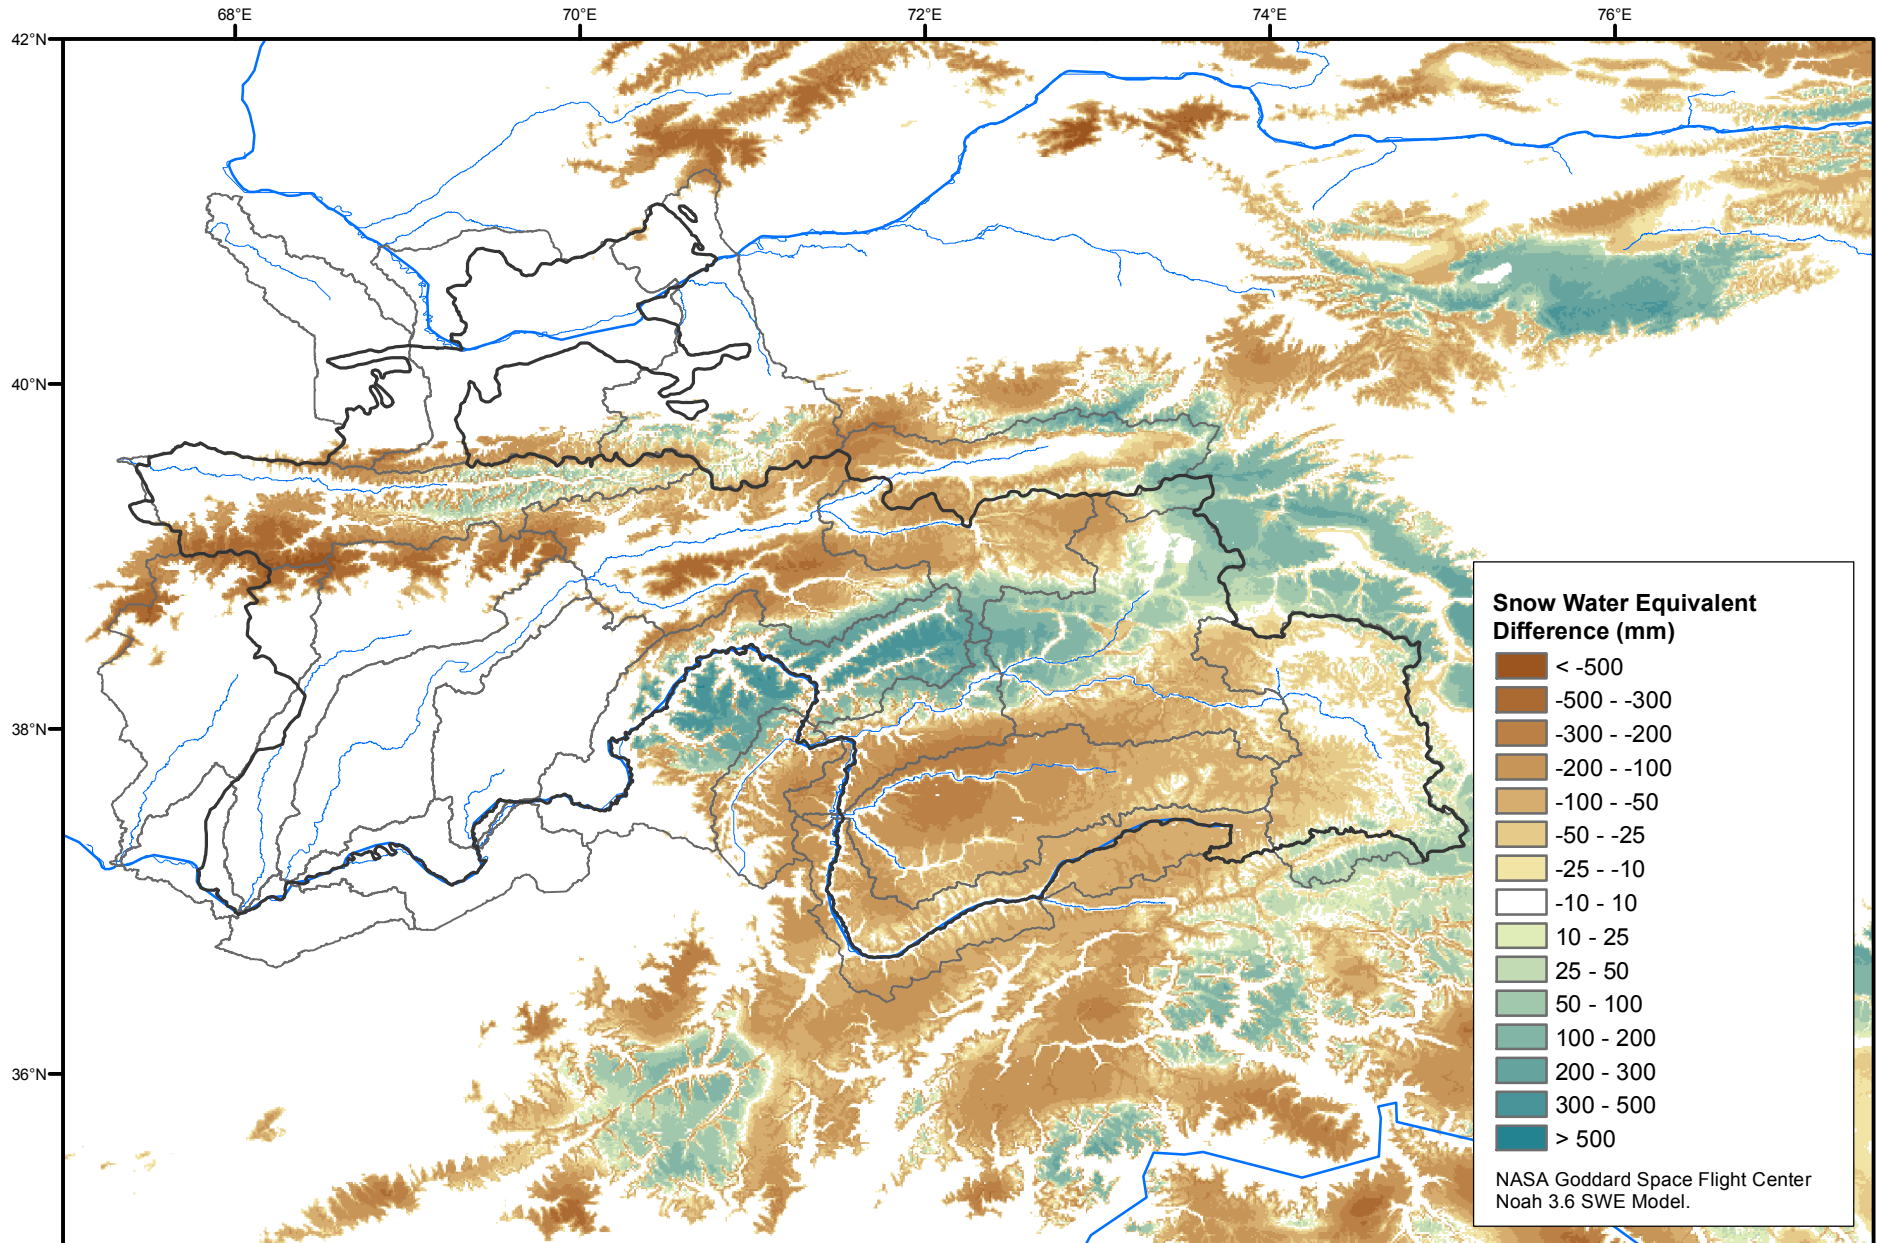 68°E
70°E
72°E
74°E
76°E
42°N
40°N
38°N
36°N
Snow Water Equivalent
Difference (mm)
< -500
-500 - -300
-300 - -200
-200 - -100
-100 - -50
-50 - -25
-25 - -10
-10 - 10
10 - 25
25 - 50
50 - 100
100 - 200
200 - 300
300 - 500
> 500
NASA Goddard Space Flight Center
Noah 3.6 SWE Model.